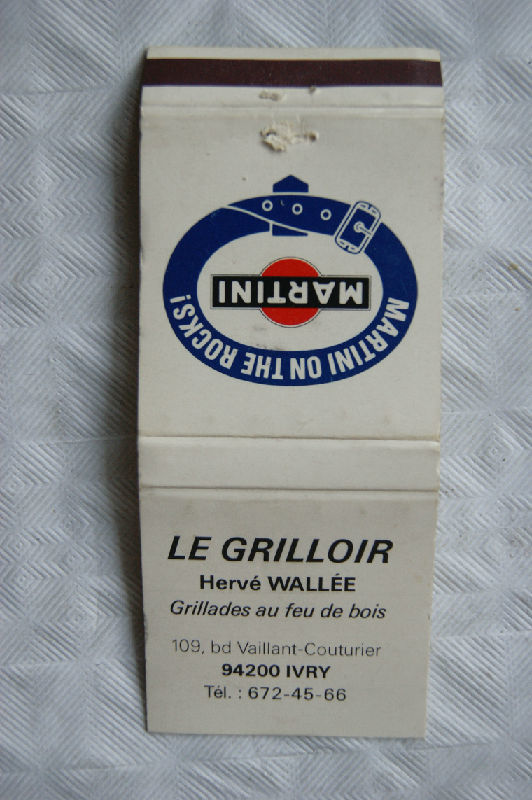 MARTINI
MARTINI ON THE ROCKS!
LE GRILLOIR
Hervé WALLÉE
Grillades au feu de bois
109, bd Vaillant-Couturier
94200 IVRY
Tél. : 672-45-66